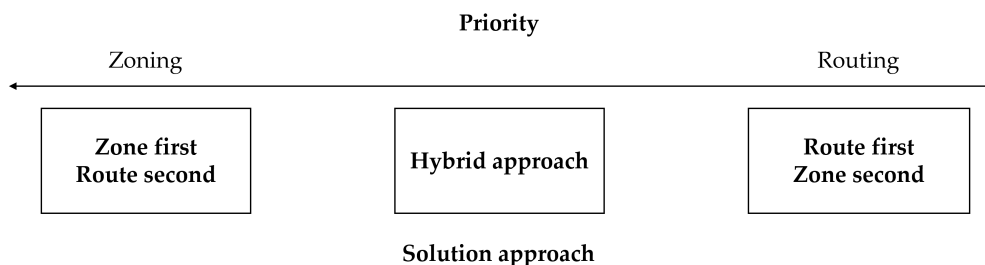 Priority
Zoning
Routing
Zone first
Route second
Hybrid approach
Route first
Zone second
Solution approach